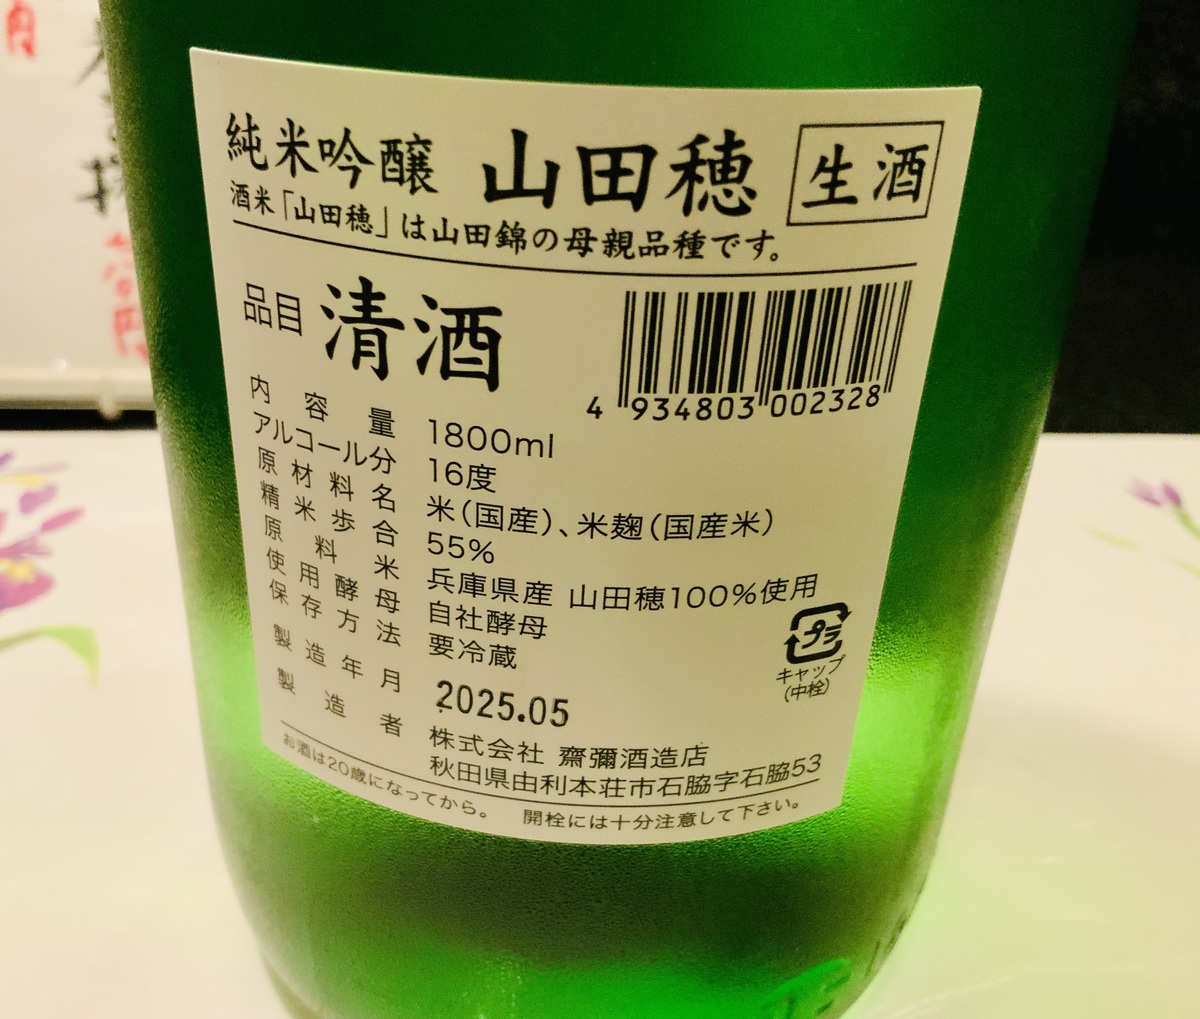 純米吟醸 山田穂 生酒
酒米「山田穂」は山田錦の母親品種です。
品目 清酒
4 934803 002328
内容量 1800ml
アルコール分 16度
原材料名 米(国産)、米麹(国産米)
精米歩合 55%
原料米 兵庫県産 山田穂100%使用
使用酵母 自社酵母
保存方法 要冷蔵
製造年月 2025.05
製造者 株式会社 齋彌酒造店
秋田県由利本荘市石脇字石脇53
プラ
キャップ
(中栓)
お酒は20歳になってから。 開栓には十分注意して下さい。